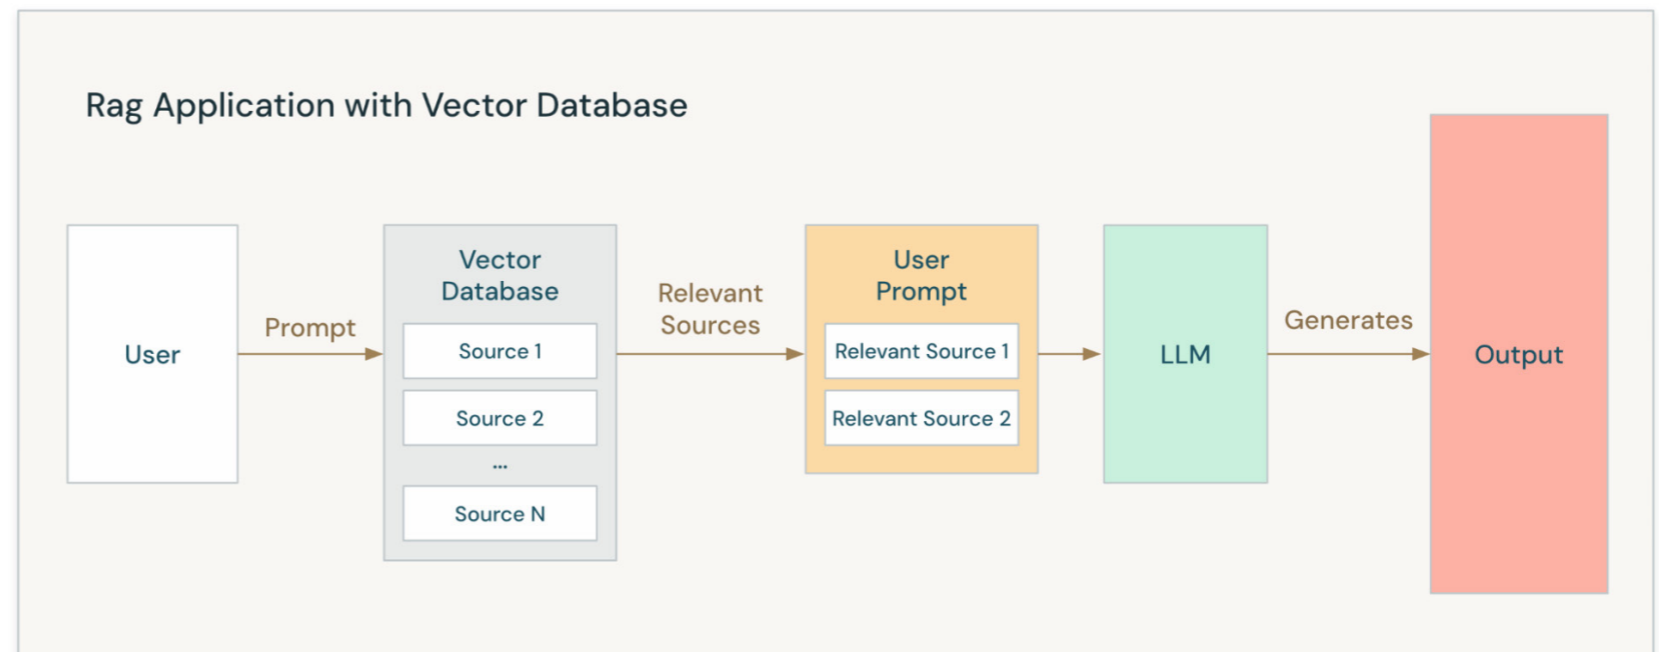 Rag Application with Vector Database
User
Prompt
Vector
Database
Source 1
Source 2
...
Source N
Relevant
Sources
User
Prompt
Relevant Source 1
Relevant Source 2
LLM
Generates
Output